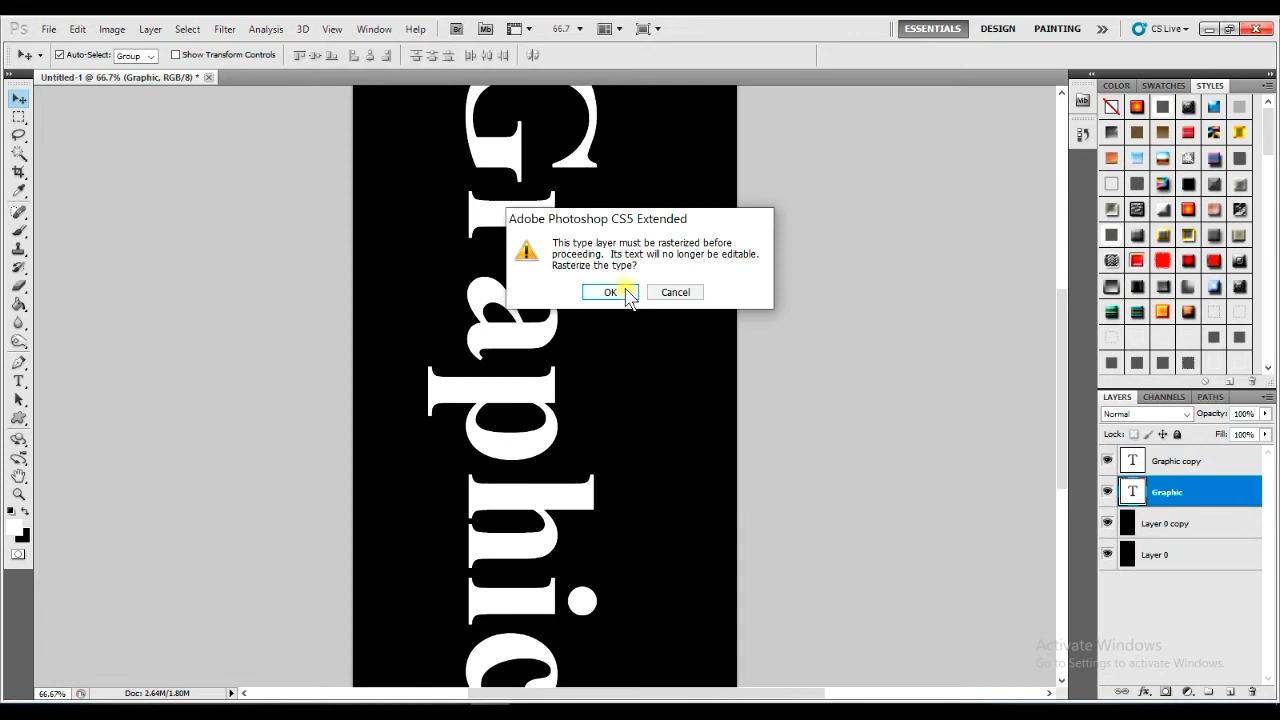 Ps File Edit Image Layer Select Filter Analysis 3D View Window Help Br Mb 66.7 ESSENTIALS DESIGN PAINTING CS Live
Auto-Select: Group Show Transform Controls
Untitled-1 @ 66.7% (Graphic, RGB/8) *
COLOR SWATCHES STYLES
Graphic
Adobe Photoshop CS5 Extended
This type layer must be rasterized before
proceeding. Its text will no longer be editable.
Rasterize the type?
OK Cancel
LAYERS CHANNELS PATHS
Normal Opacity: 100%
Lock: Fill: 100%
T Graphic copy
T Graphic
Layer 0 copy
Layer 0
Activate Windows
Go to Settings to activate Windows.
66.67% Doc: 2.64M/1.80M